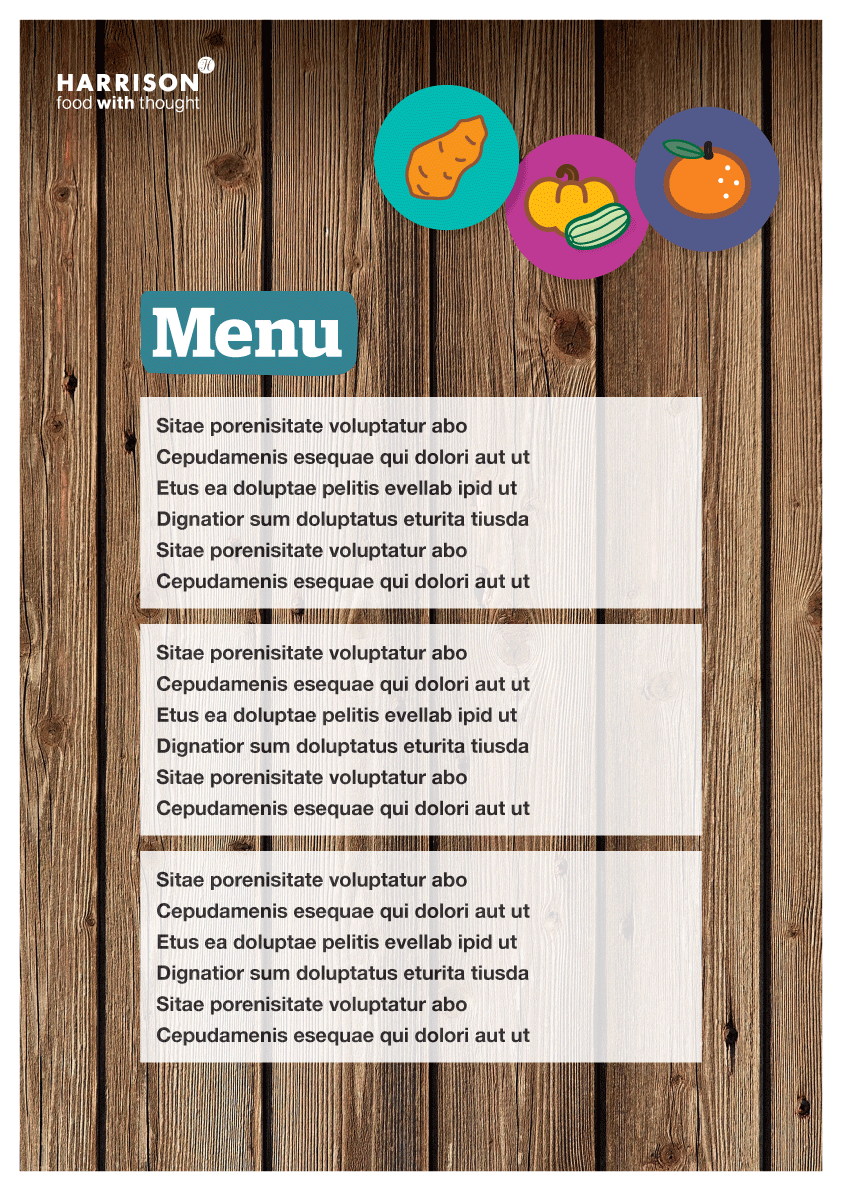 HARRISON
food with thought
Menu
Sitae porenisitate voluptatur abo
Cepudamenis esequae qui dolori aut ut
Etus ea doluptae pelitis evellab ipid ut
Dignatior sum doluptatus eturita tiusda
Sitae porenisitate voluptatur abo
Cepudamenis esequae qui dolori aut ut
Sitae porenisitate voluptatur abo
Cepudamenis esequae qui dolori aut ut
Etus ea doluptae pelitis evellab ipid ut
Dignatior sum doluptatus eturita tiusda
Sitae porenisitate voluptatur abo
Cepudamenis esequae qui dolori aut ut
Sitae porenisitate voluptatur abo
Cepudamenis esequae qui dolori aut ut
Etus ea doluptae pelitis evellab ipid ut
Dignatior sum doluptatus eturita tiusda
Sitae porenisitate voluptatur abo
Cepudamenis esequae qui dolori aut ut